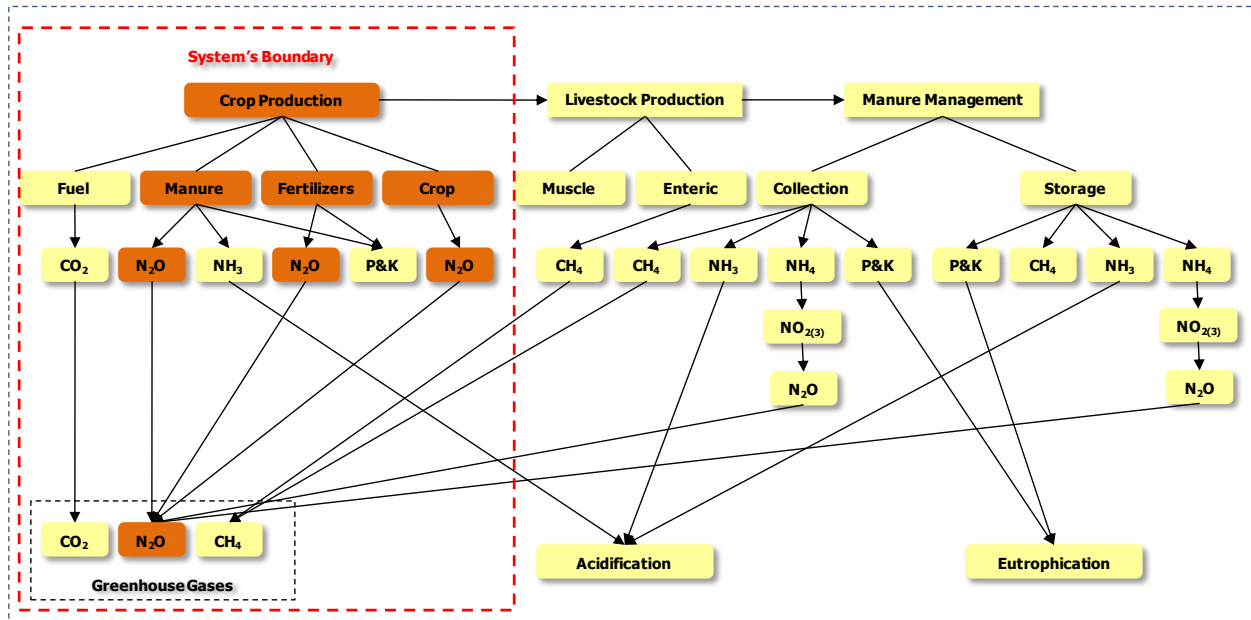 System's Boundary
Crop Production
Livestock Production
Manure Management
Fuel
Manure
Fertilizers
Crop
Muscle
Enteric
Collection
Storage
CO₂
N₂O
NH₃
N₂O
P&K
N₂O
CH₄
CH₄
NH₃
NH₄
P&K
P&K
CH₄
NH₃
NH₄
NO₂₍₃₎
NO₂₍₃₎
N₂O
N₂O
CO₂
N₂O
CH₄
Acidification
Eutrophication
Greenhouse Gases